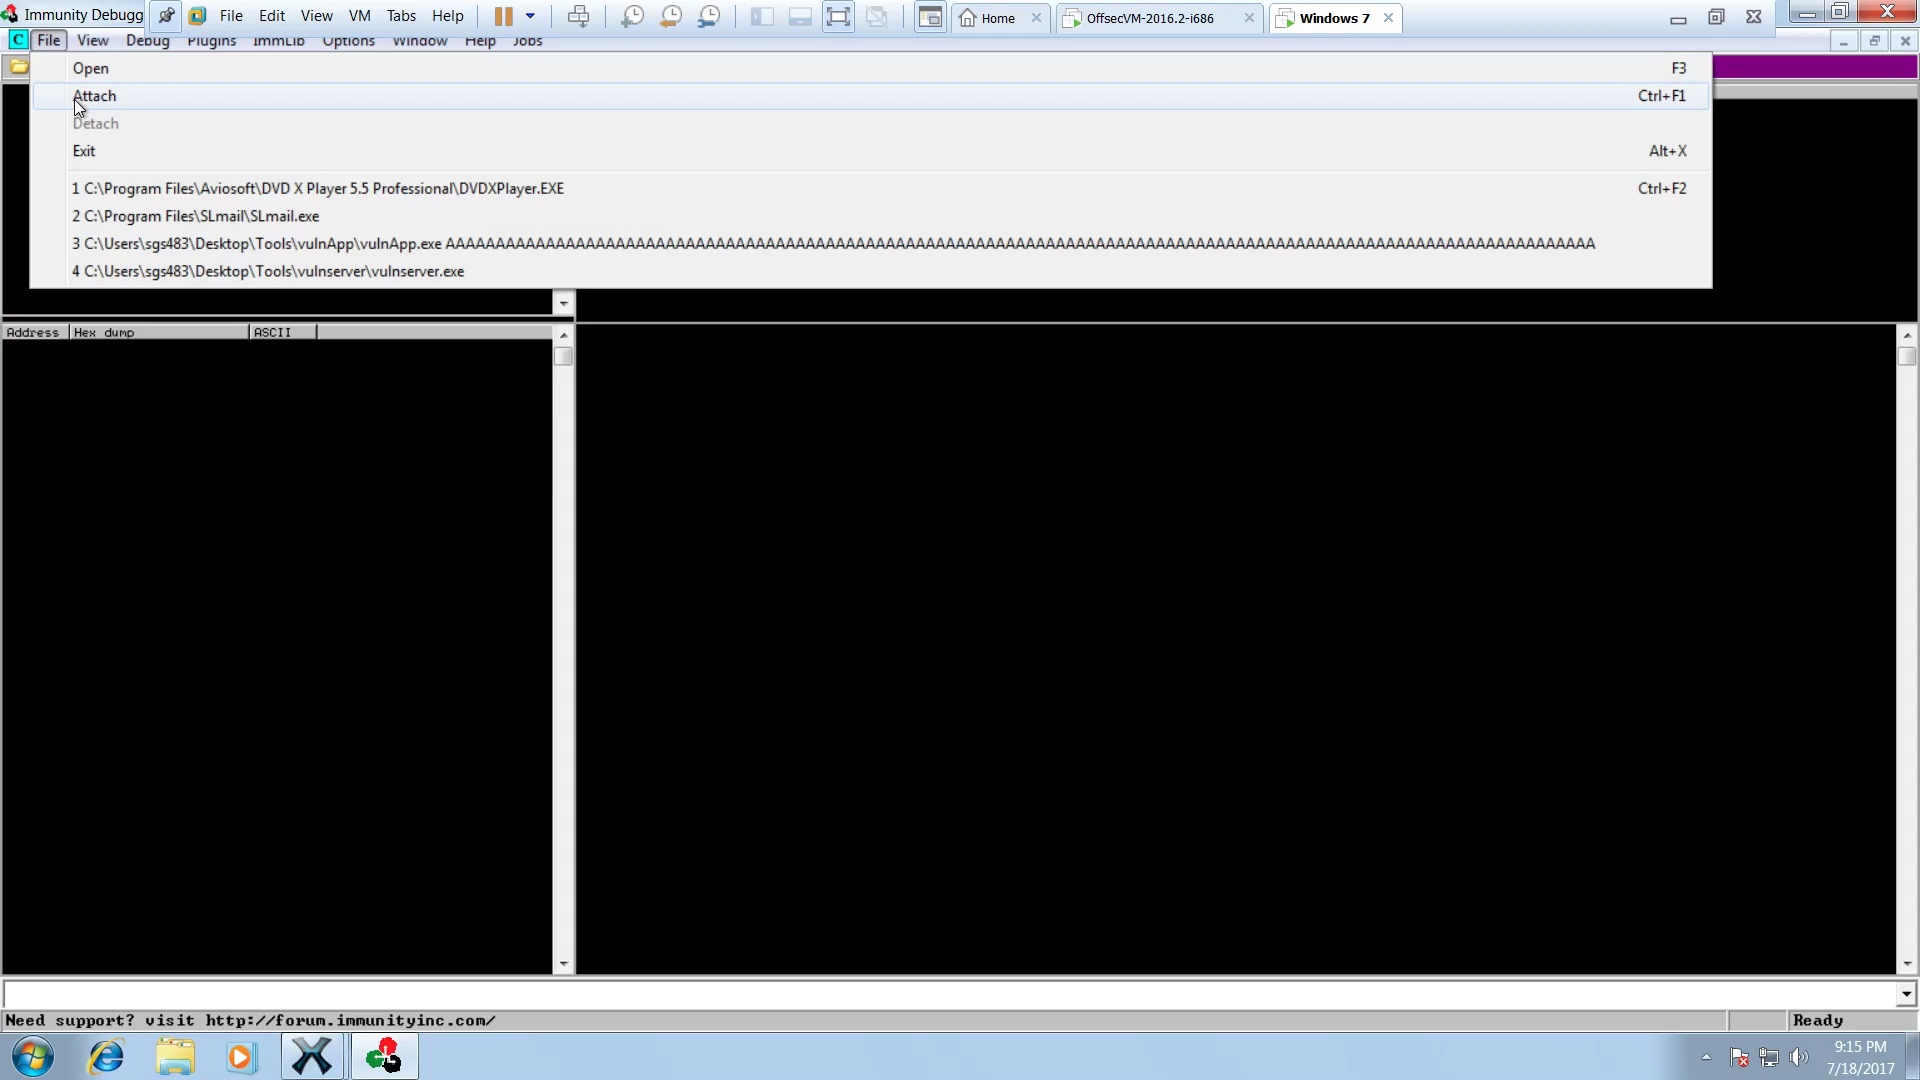 Immunity Debugg File Edit View VM Tabs Help Home OffsecVM-2016.2-i686 Windows 7
C File View Debug Plugins ImmLib Options Window Help Jobs
Open F3
Attach Ctrl+F1
Detach
Exit Alt+X
1 C:\Program Files\Aviosoft\DVD X Player 5.5 Professional\DVDXPlayer.EXE Ctrl+F2
2 C:\Program Files\SLmail\SLmail.exe
3 C:\Users\sgs483\Desktop\Tools\vulnApp\vulnApp.exe
4 C:\Users\sgs483\Desktop\Tools\vulnserver\vulnserver.exe
Address Hex dump ASCII
Need support? visit http://forum.immunityinc.com/ Ready
9:15 PM
7/18/2017